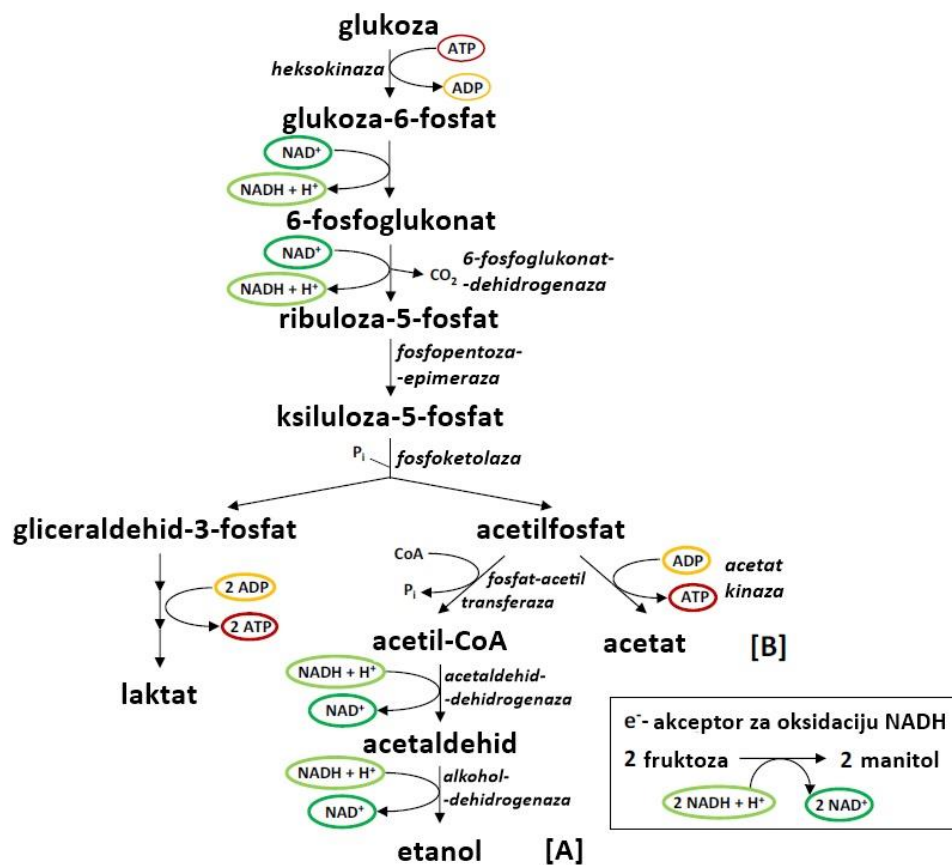 glukoza
ATP
heksokinaza
ADP
glukoza-6-fosfat
NAD⁺
NADH + H⁺
6-fosfoglukonat
NAD⁺
6-fosfoglukonat-
CO₂
-dehidrogenaza
NADH + H⁺
ribuloza-5-fosfat
fosfopentoza-
-epimeraza
ksiluloza-5-fosfat
Pᵢ
fosfoketolaza
gliceraldehid-3-fosfat
acetilfosfat
CoA
ADP
acetat
fosfat-acetil
kinaza
2 ADP
Pᵢ
transferaza
ATP
2 ATP
acetil-CoA
acetat
[B]
laktat
NADH + H⁺
acetaldehid-
-dehidrogenaza
NAD⁺
acetaldehid
NADH + H⁺
alkohol-
-dehidrogenaza
NAD⁺
etanol
[A]
e⁻- akceptor za oksidaciju NADH
2 fruktoza
2 manitol
2 NADH + H⁺
2 NAD⁺